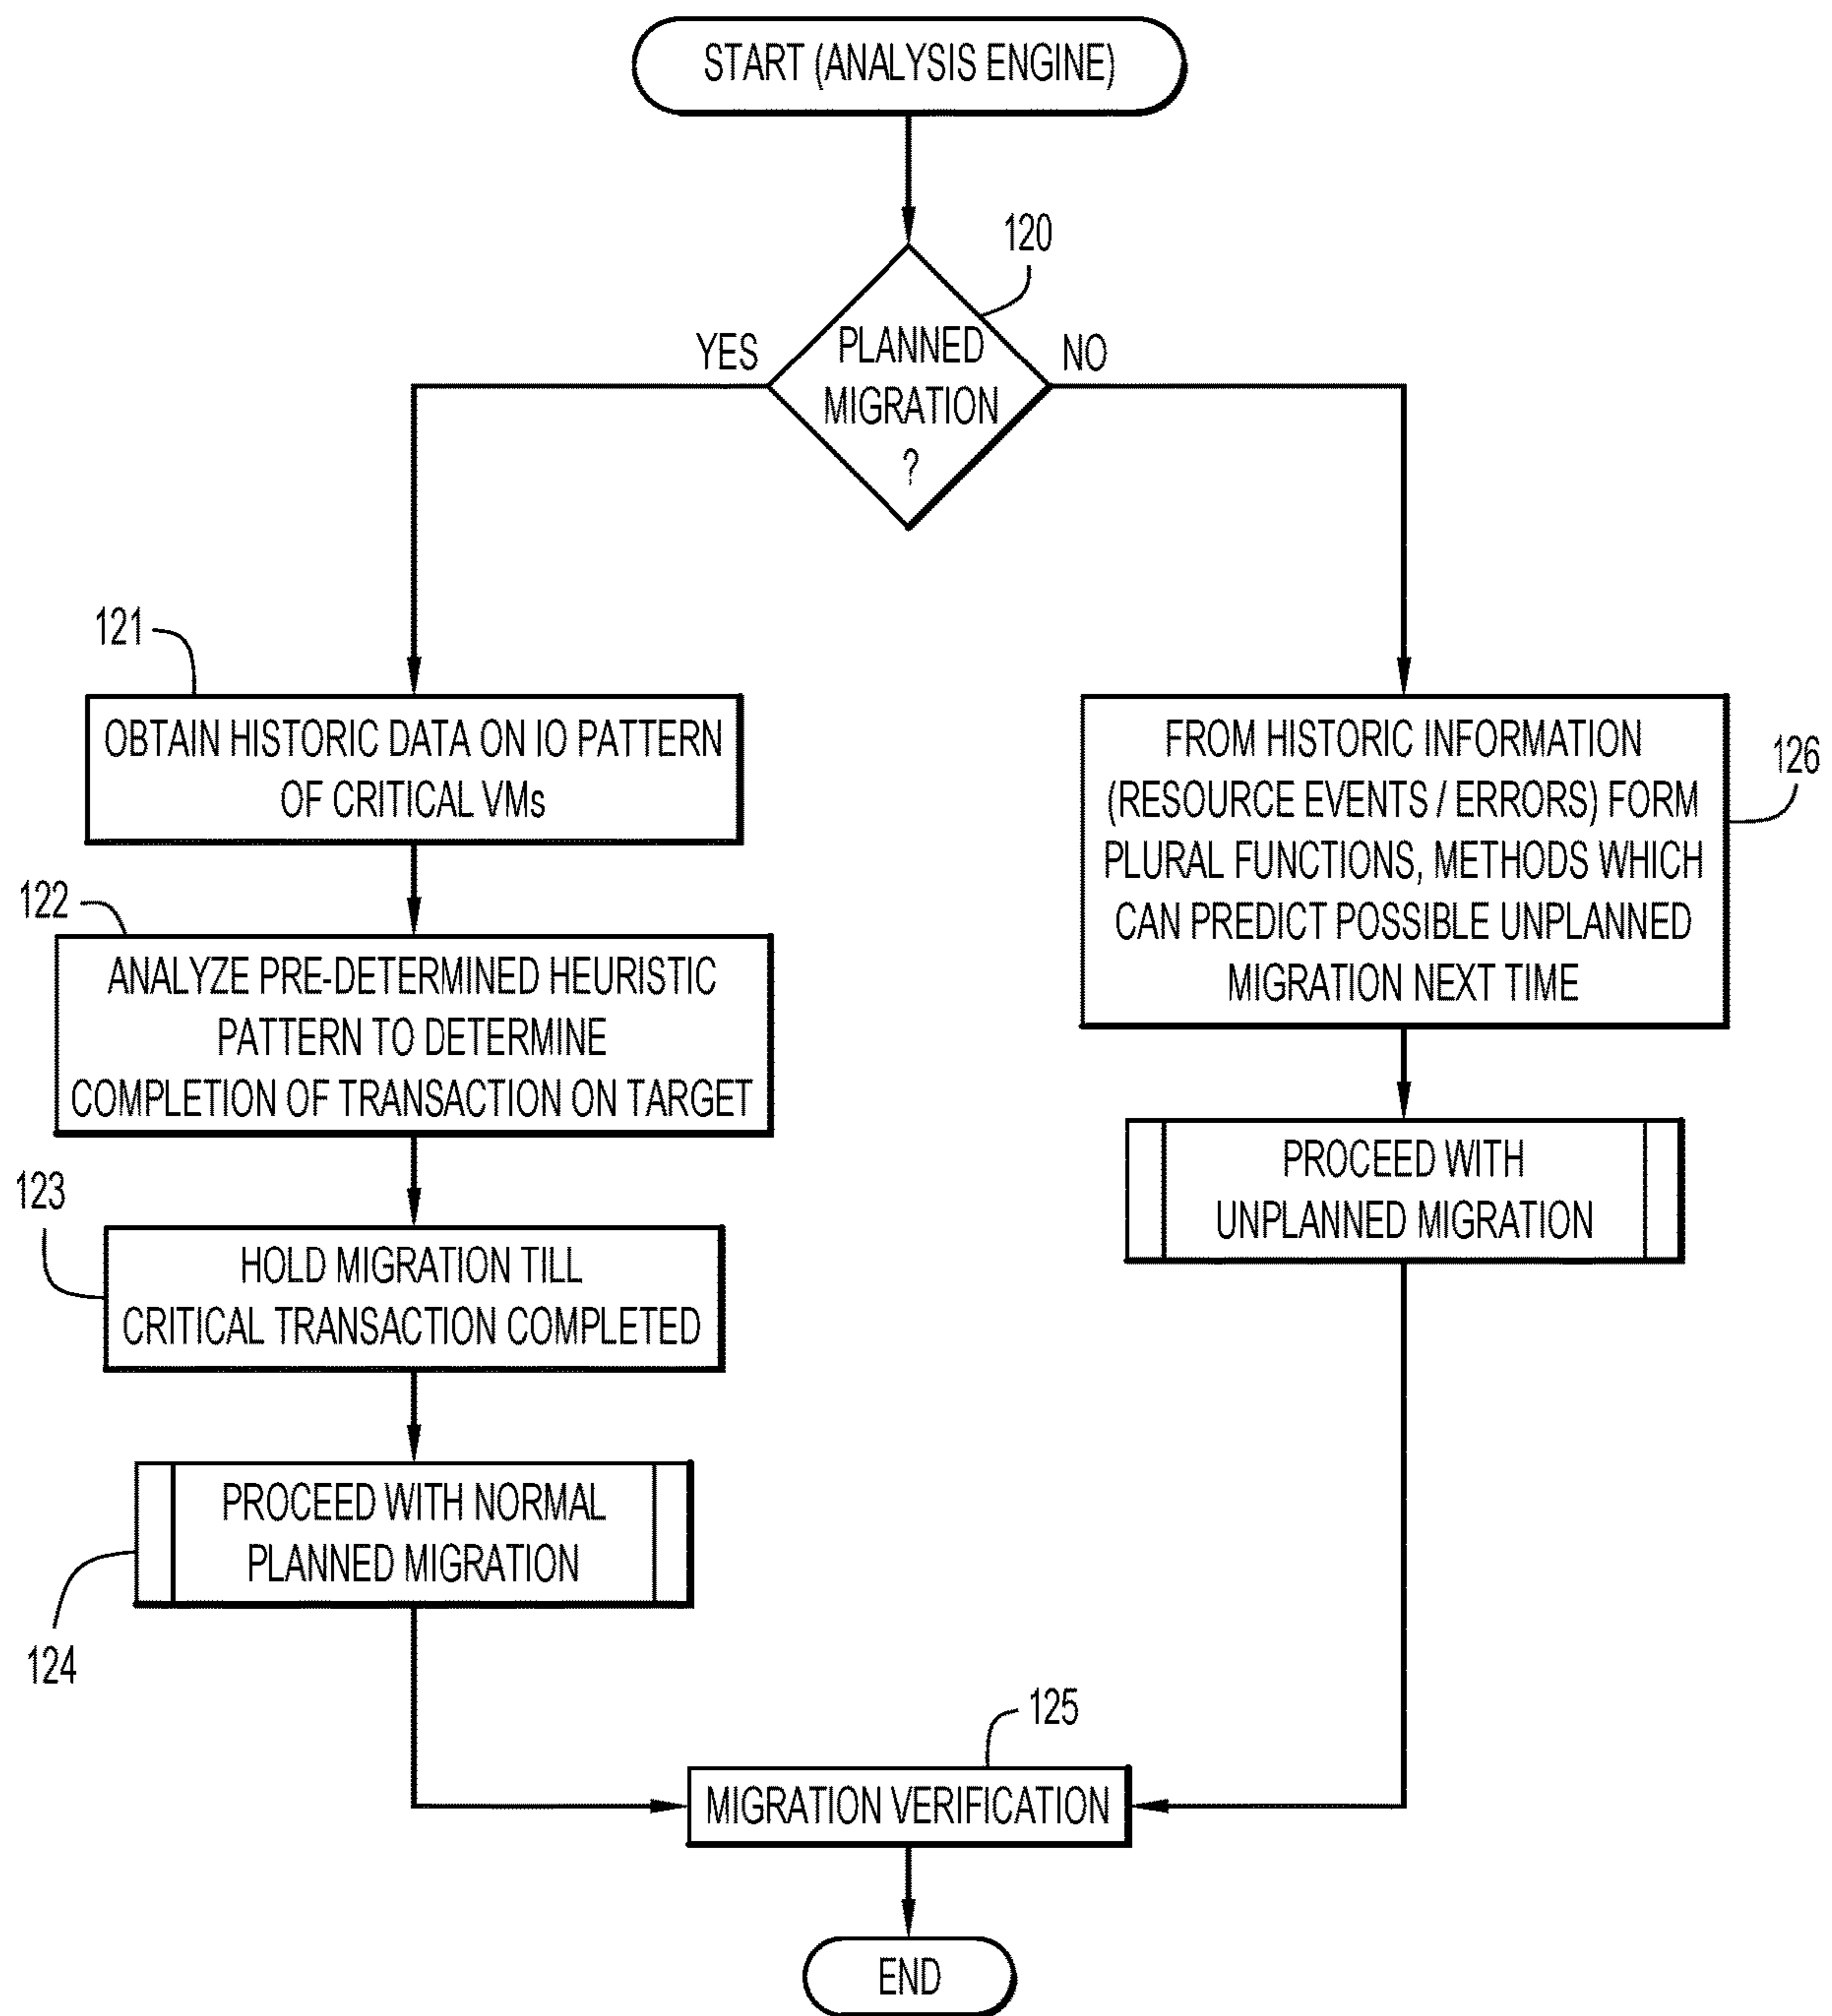 START (ANALYSIS ENGINE)
120
YES
PLANNED
MIGRATION
?
NO
121
OBTAIN HISTORIC DATA ON IO PATTERN
OF CRITICAL VMs
122
ANALYZE PRE-DETERMINED HEURISTIC
PATTERN TO DETERMINE
COMPLETION OF TRANSACTION ON TARGET
123
HOLD MIGRATION TILL
CRITICAL TRANSACTION COMPLETED
PROCEED WITH NORMAL
PLANNED MIGRATION
124
FROM HISTORIC INFORMATION
(RESOURCE EVENTS / ERRORS) FORM
PLURAL FUNCTIONS, METHODS WHICH
CAN PREDICT POSSIBLE UNPLANNED
MIGRATION NEXT TIME
126
PROCEED WITH
UNPLANNED MIGRATION
125
MIGRATION VERIFICATION
END